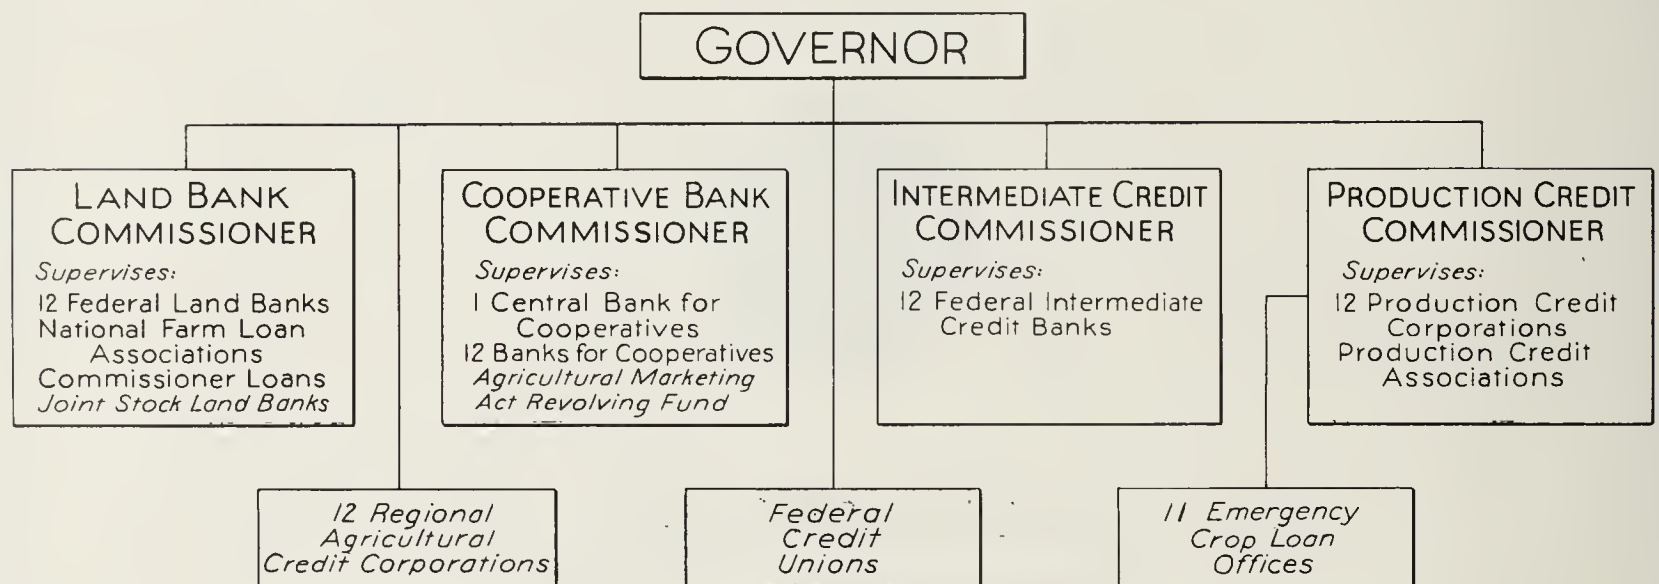 GOVERNOR
LAND BANK
COMMISSIONER
Supervises:
12 Federal Land Banks
National Farm Loan
Associations
Commissioner Loans
Joint Stock Land Banks
COOPERATIVE BANK
COMMISSIONER
Supervises:
1 Central Bank for
Cooperatives
12 Banks for Cooperatives
Agricultural Marketing
Act Revolving Fund
INTERMEDIATE CREDIT
COMMISSIONER
Supervises:
12 Federal Intermediate
Credit Banks
PRODUCTION CREDIT
COMMISSIONER
Supervises:
12 Production Credit
Corporations
Production Credit
Associations
12 Regional
Agricultural
Credit Corporations
Federal
Credit
Unions
11 Emergency
Crop Loan
Offices